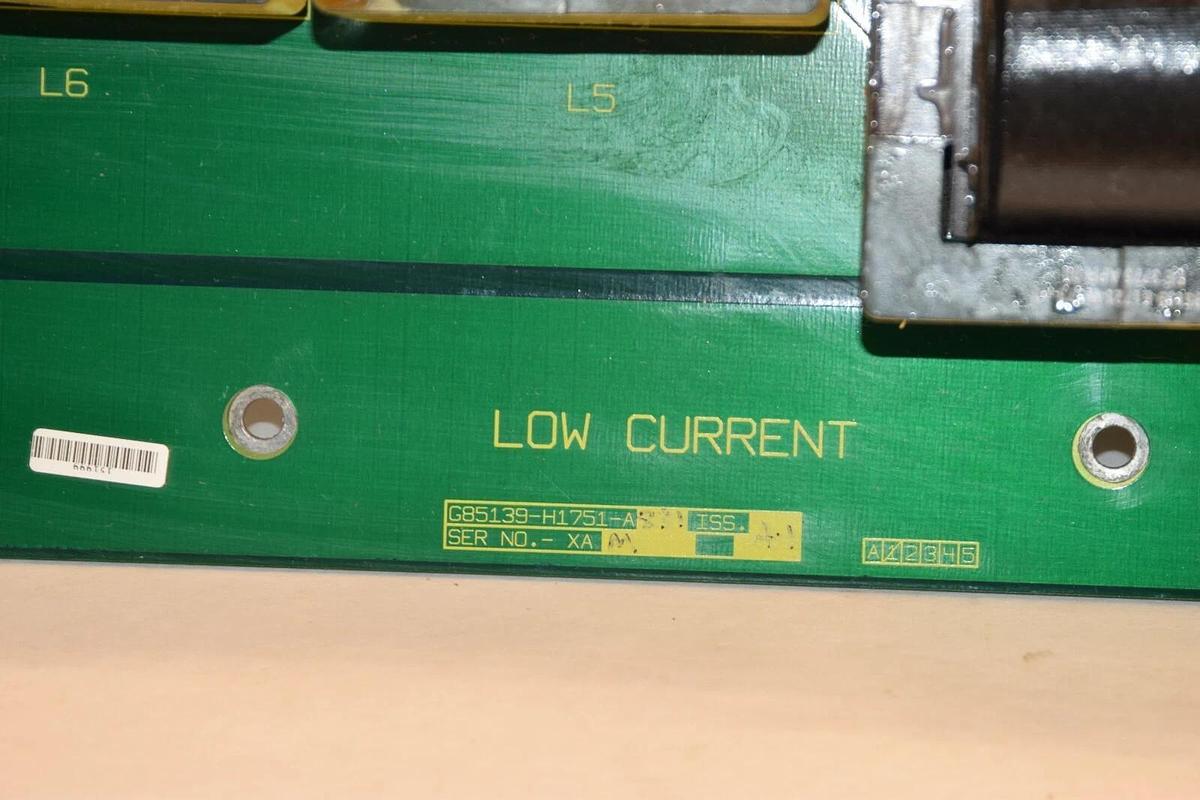 L6
L5
LOW CURRENT
G85139-H1751-A ISS.
SER NO.- XA M
A12345